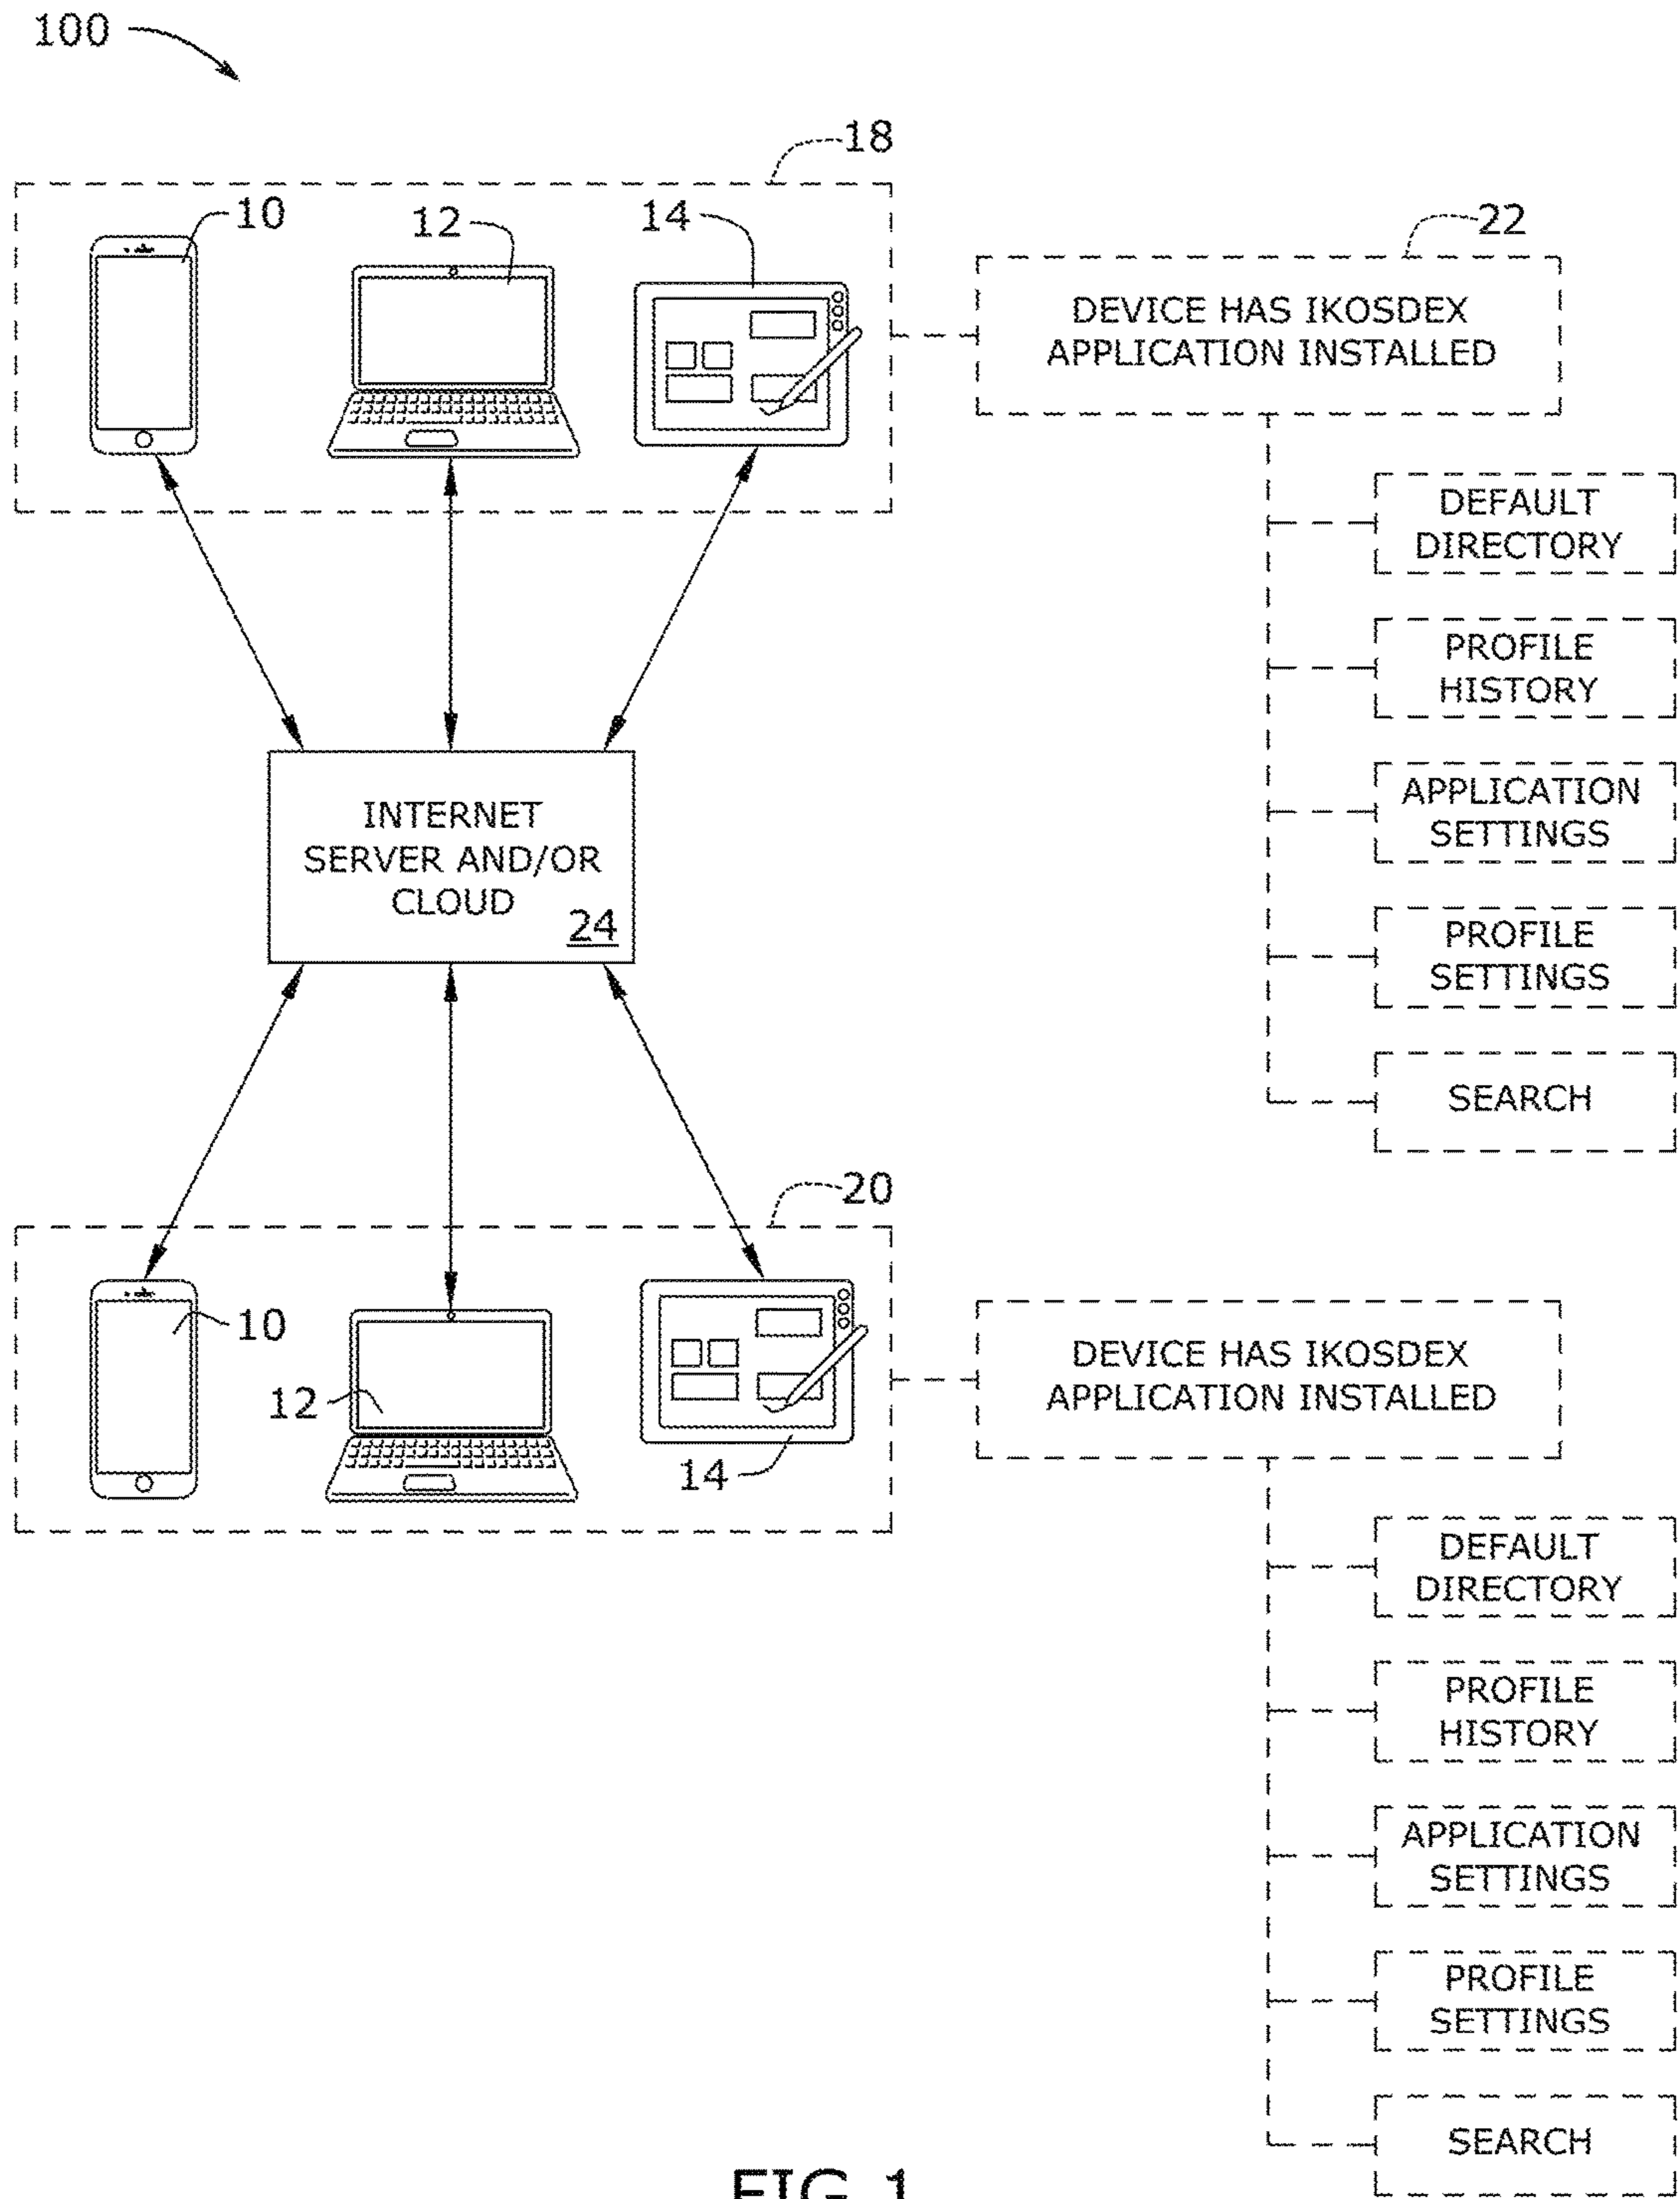 100
18
10
12
14
22
DEVICE HAS IKOSDEX
APPLICATION INSTALLED
DEFAULT
DIRECTORY
PROFILE
HISTORY
APPLICATION
SETTINGS
PROFILE
SETTINGS
SEARCH
INTERNET
SERVER AND/OR
CLOUD
24
20
10
12
14
DEVICE HAS IKOSDEX
APPLICATION INSTALLED
DEFAULT
DIRECTORY
PROFILE
HISTORY
APPLICATION
SETTINGS
PROFILE
SETTINGS
SEARCH
FIG 1